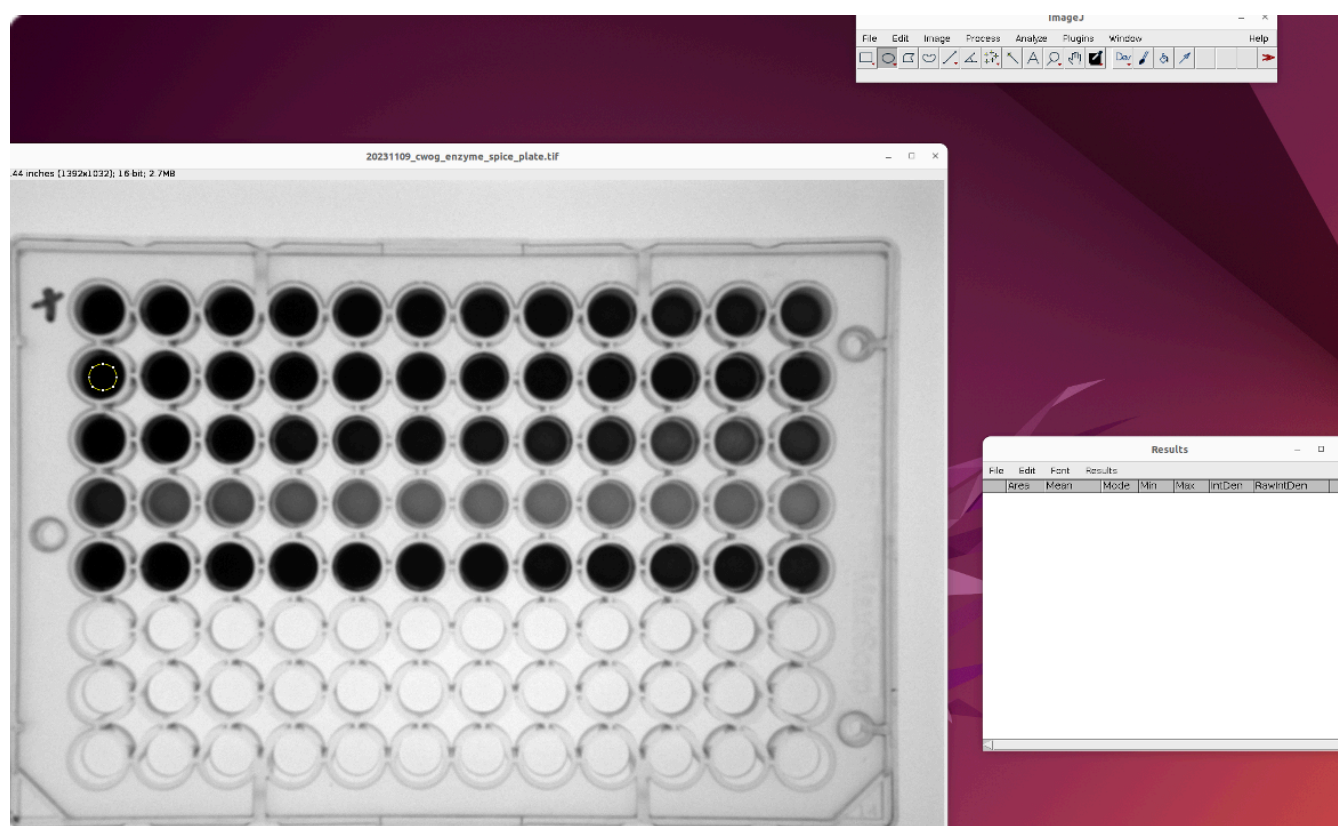 ImageJ
File Edit Image Process Analyze Plugins Window Help
Dev
20231109_cwog_enzyme_spice_plate.tif
.44 inches (1392x1032); 16-bit; 2.7MB
Results
File Edit Font Results
Area Mean Mode Min Max IntDen RawIntDen